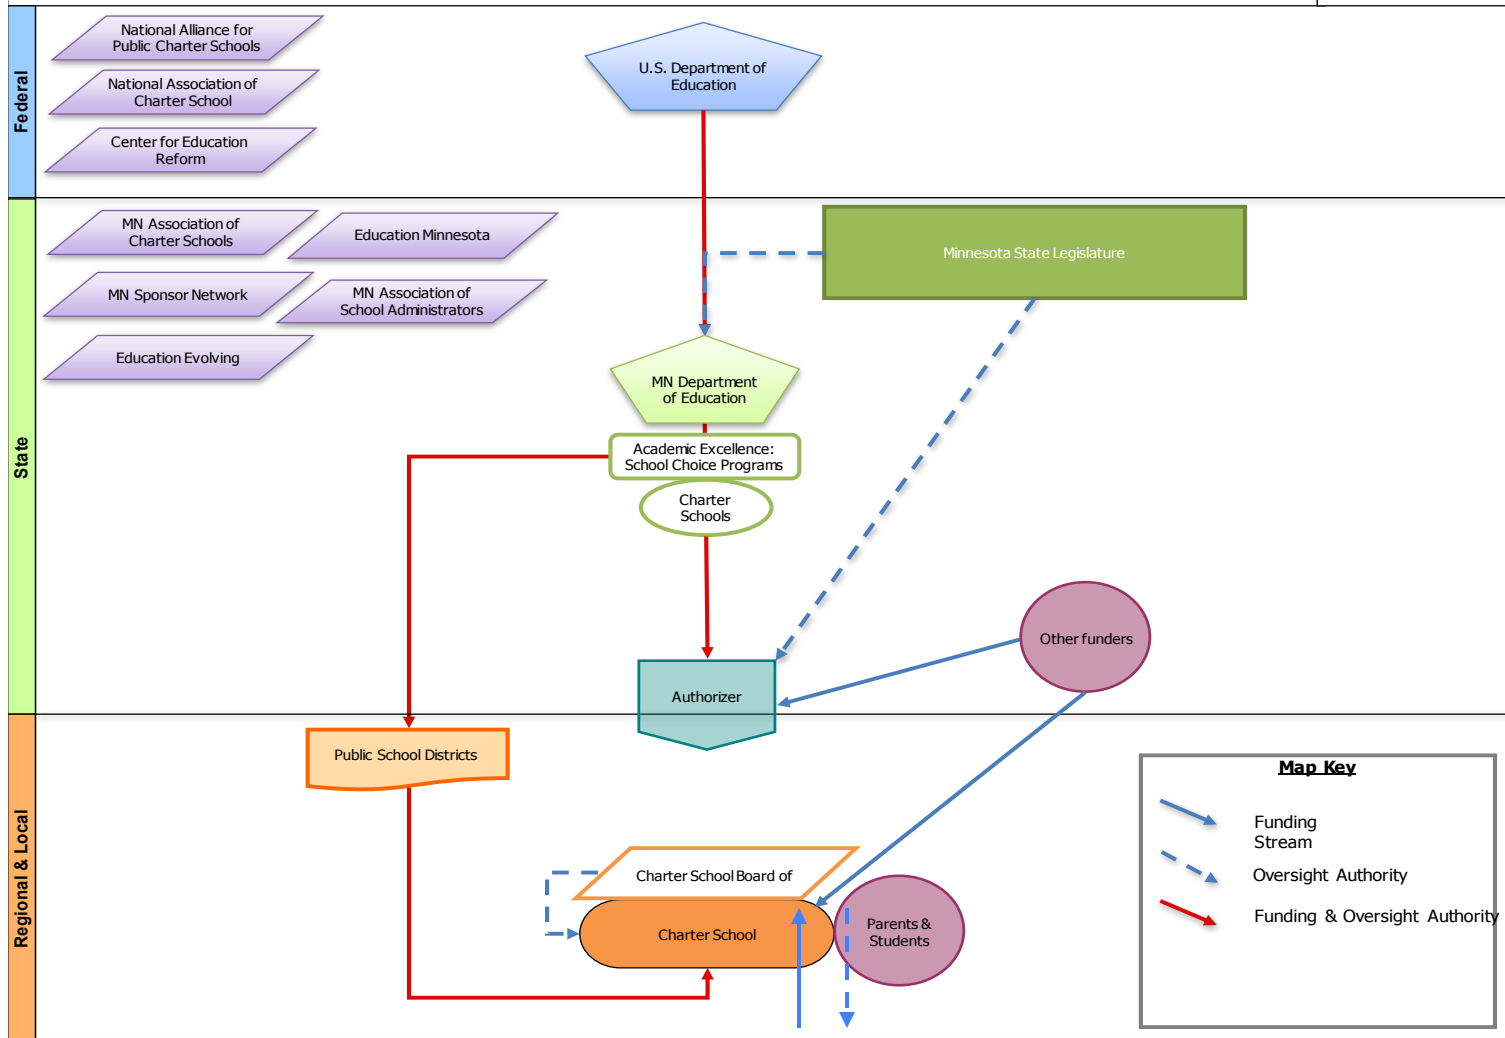 Federal
National Alliance for
Public Charter Schools
National Association of
Charter School
Center for Education
Reform
U.S. Department of
Education
State
MN Association of
Charter Schools
Education Minnesota
MN Sponsor Network
MN Association of
School Administrators
Education Evolving
Minnesota State Legislature
MN Department
of Education
Academic Excellence:
School Choice Programs
Charter
Schools
Other funders
Authorizer
Regional & Local
Public School Districts
Charter School Board of
Charter School
Parents &
Students
Map Key
Funding
Stream
Oversight Authority
Funding & Oversight Authority